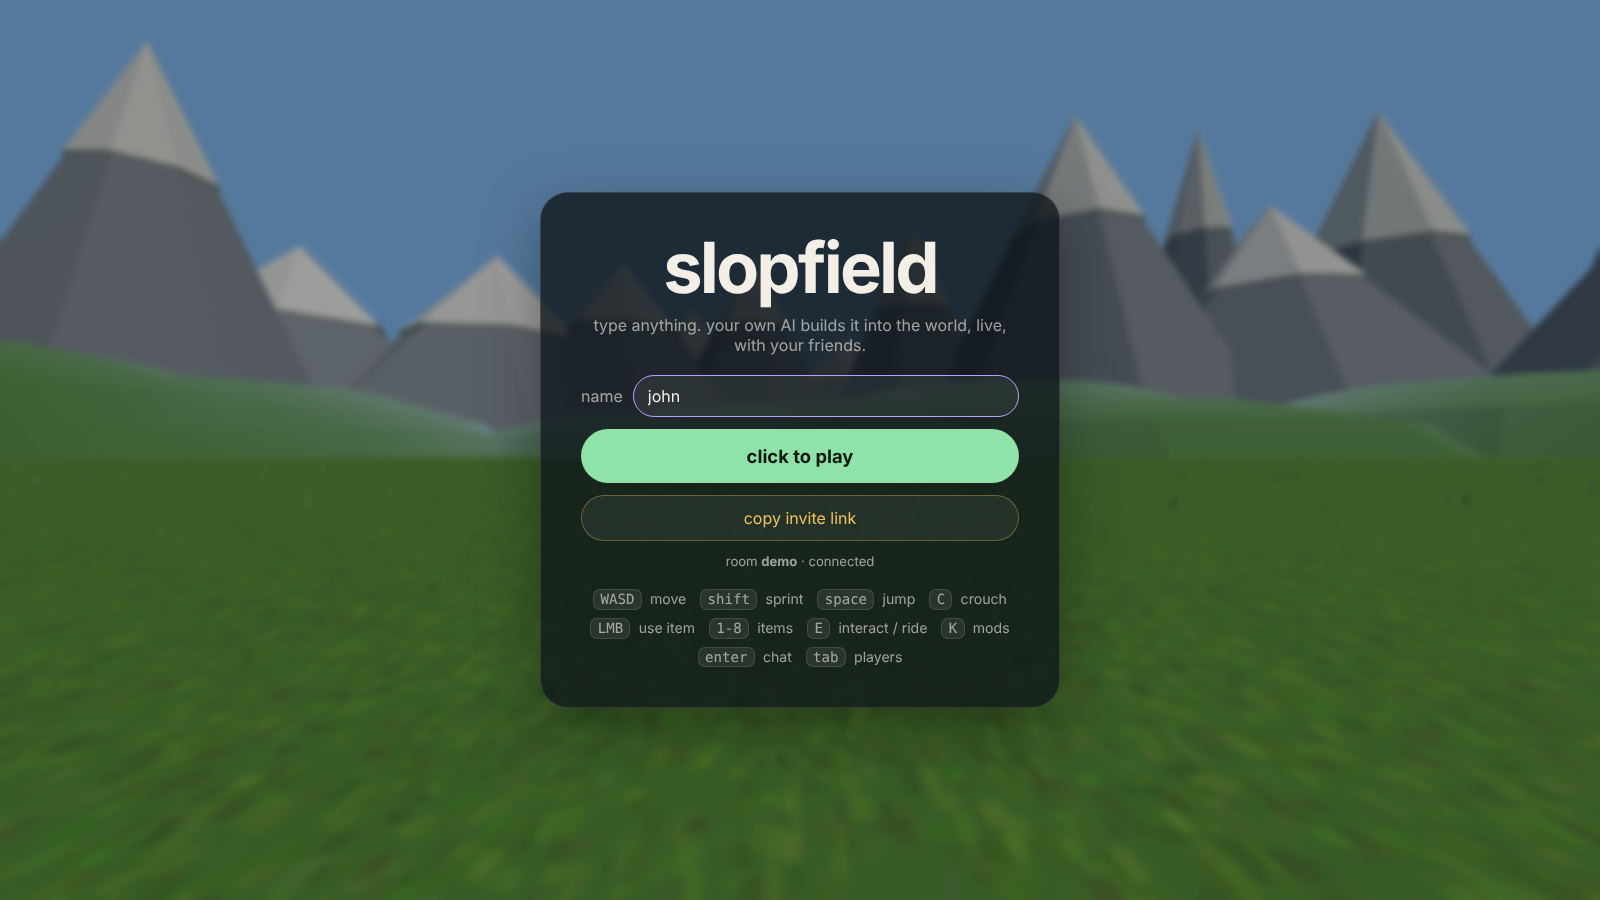 slopfield
type anything. your own AI builds it into the world, live,
with your friends.
name john
click to play
copy invite link
room demo · connected
WASD move shift sprint space jump C crouch
LMB use item 1-8 items E interact / ride K mods
enter chat tab players